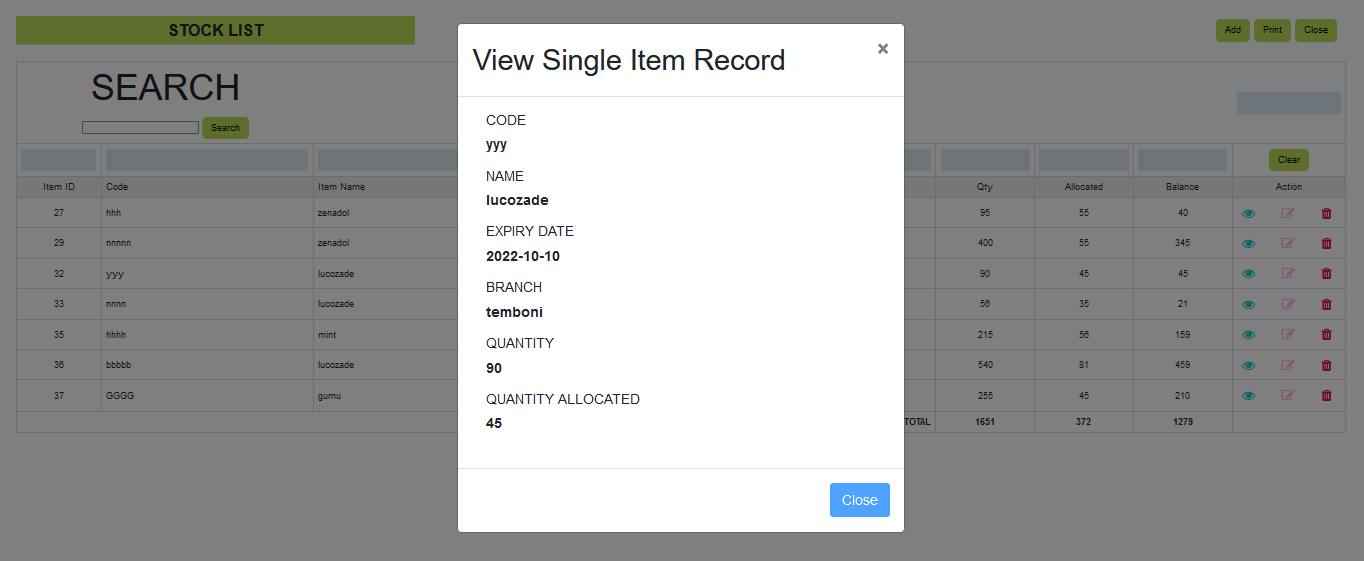 STOCK LIST
Add Print Close
SEARCH
Search
View Single Item Record
×
CODE
yyy
NAME
lucozade
EXPIRY DATE
2022-10-10
BRANCH
temboni
QUANTITY
90
QUANTITY ALLOCATED
45
Close
Clear
Item ID Code Item Name Qty Allocated Balance Action
27 hhh zenadol 95 55 40
29 nnnnn zenadol 400 55 345
32 yyy lucozade 90 45 45
33 nnnn lucozade 56 35 21
35 hhhh mint 215 56 159
36 bbbbb lucozade 540 81 459
37 GGGG gumu 255 45 210
TOTAL 1651 372 1279